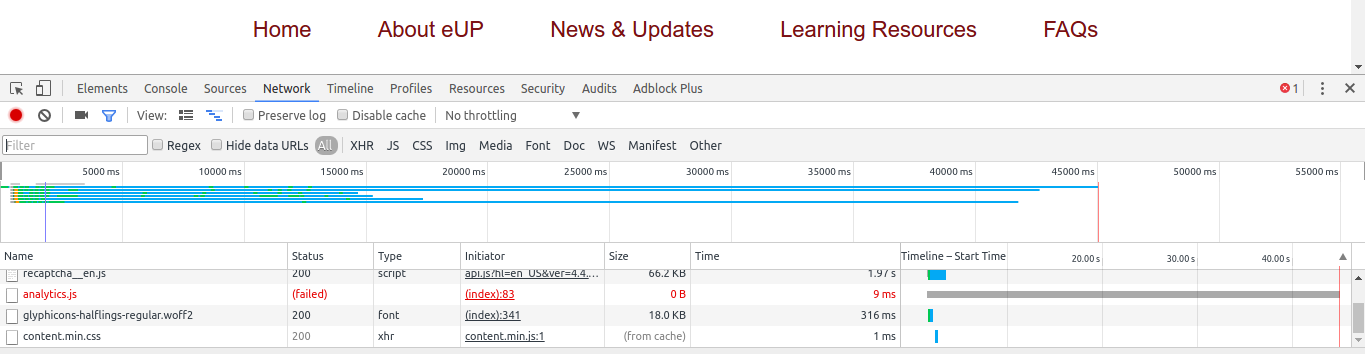 Home About eUP News & Updates Learning Resources FAQs
Elements Console Sources Network Timeline Profiles Resources Security Audits Adblock Plus 1
View: Preserve log Disable cache No throttling
Filter Regex Hide data URLs All XHR JS CSS Img Media Font Doc WS Manifest Other
5000 ms 10000 ms 15000 ms 20000 ms 25000 ms 30000 ms 35000 ms 40000 ms 45000 ms 50000 ms 55000 ms
Name Status Type Initiator Size Time Timeline – Start Time 20.00 s 30.00 s 40.00 s
recaptcha__en.js 200 script api.js?hl=en_US&ver=4.4.… 66.2 KB 1.97 s
analytics.js (failed) (index):83 0 B 9 ms
glyphicons-halflings-regular.woff2 200 font (index):341 18.0 KB 316 ms
content.min.css 200 xhr content.min.js:1 (from cache) 1 ms